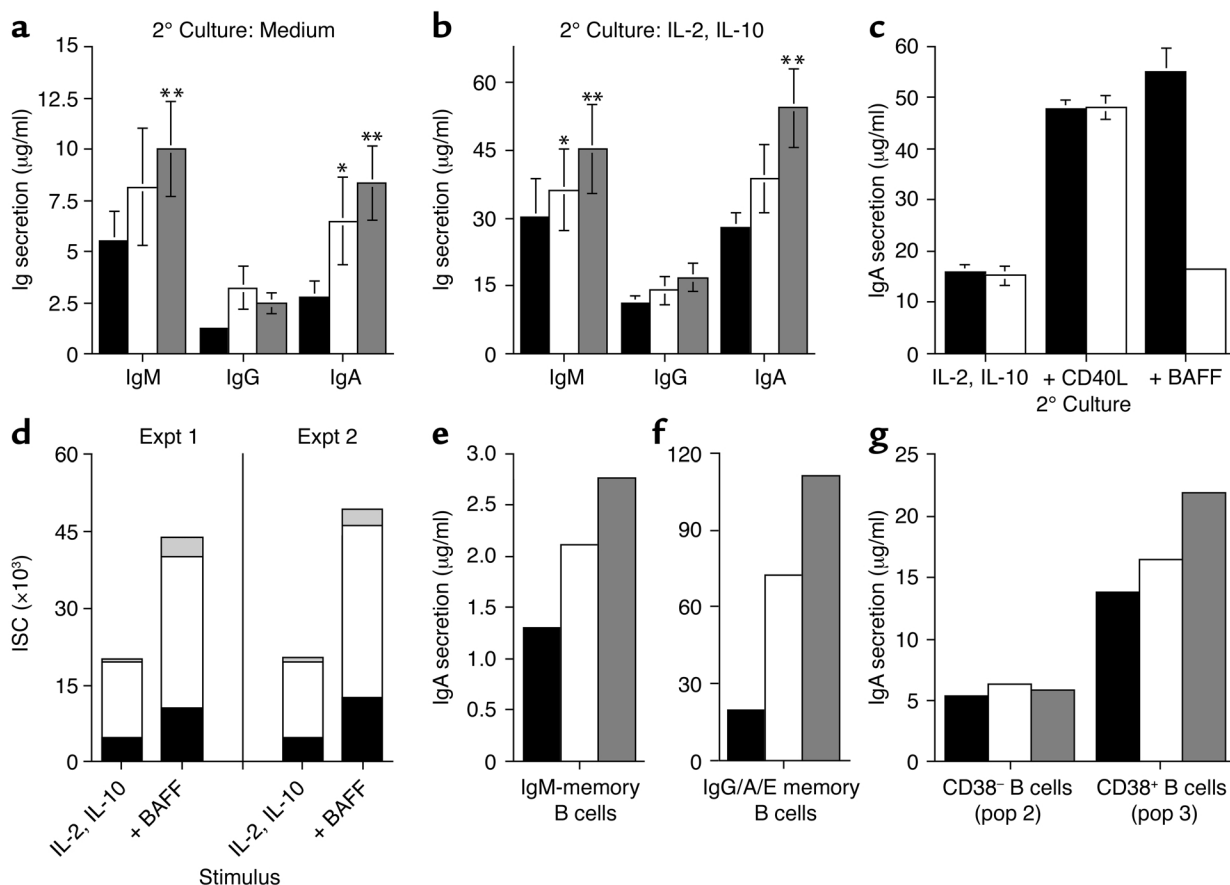 a
2° Culture: Medium
Ig secretion (µg/ml)
15
12.5
10
7.5
5
2.5
0
**
*
**
IgM
IgG
IgA
b
2° Culture: IL-2, IL-10
Ig secretion (µg/ml)
60
45
30
15
0
*
**
**
IgM
IgG
IgA
c
IgA secretion (µg/ml)
60
50
40
30
20
10
0
IL-2, IL-10
+ CD40L
+ BAFF
2° Culture
d
Expt 1
Expt 2
ISC (×10³)
60
45
30
15
0
IL-2, IL-10
+ BAFF
IL-2, IL-10
+ BAFF
Stimulus
e
IgA secretion (µg/ml)
3.0
2.5
2.0
1.5
1.0
0.5
0
IgM-memory
B cells
f
120
90
60
30
0
IgG/A/E memory
B cells
g
IgA secretion (µg/ml)
25
20
15
10
5
0
CD38⁻ B cells
(pop 2)
CD38⁺ B cells
(pop 3)